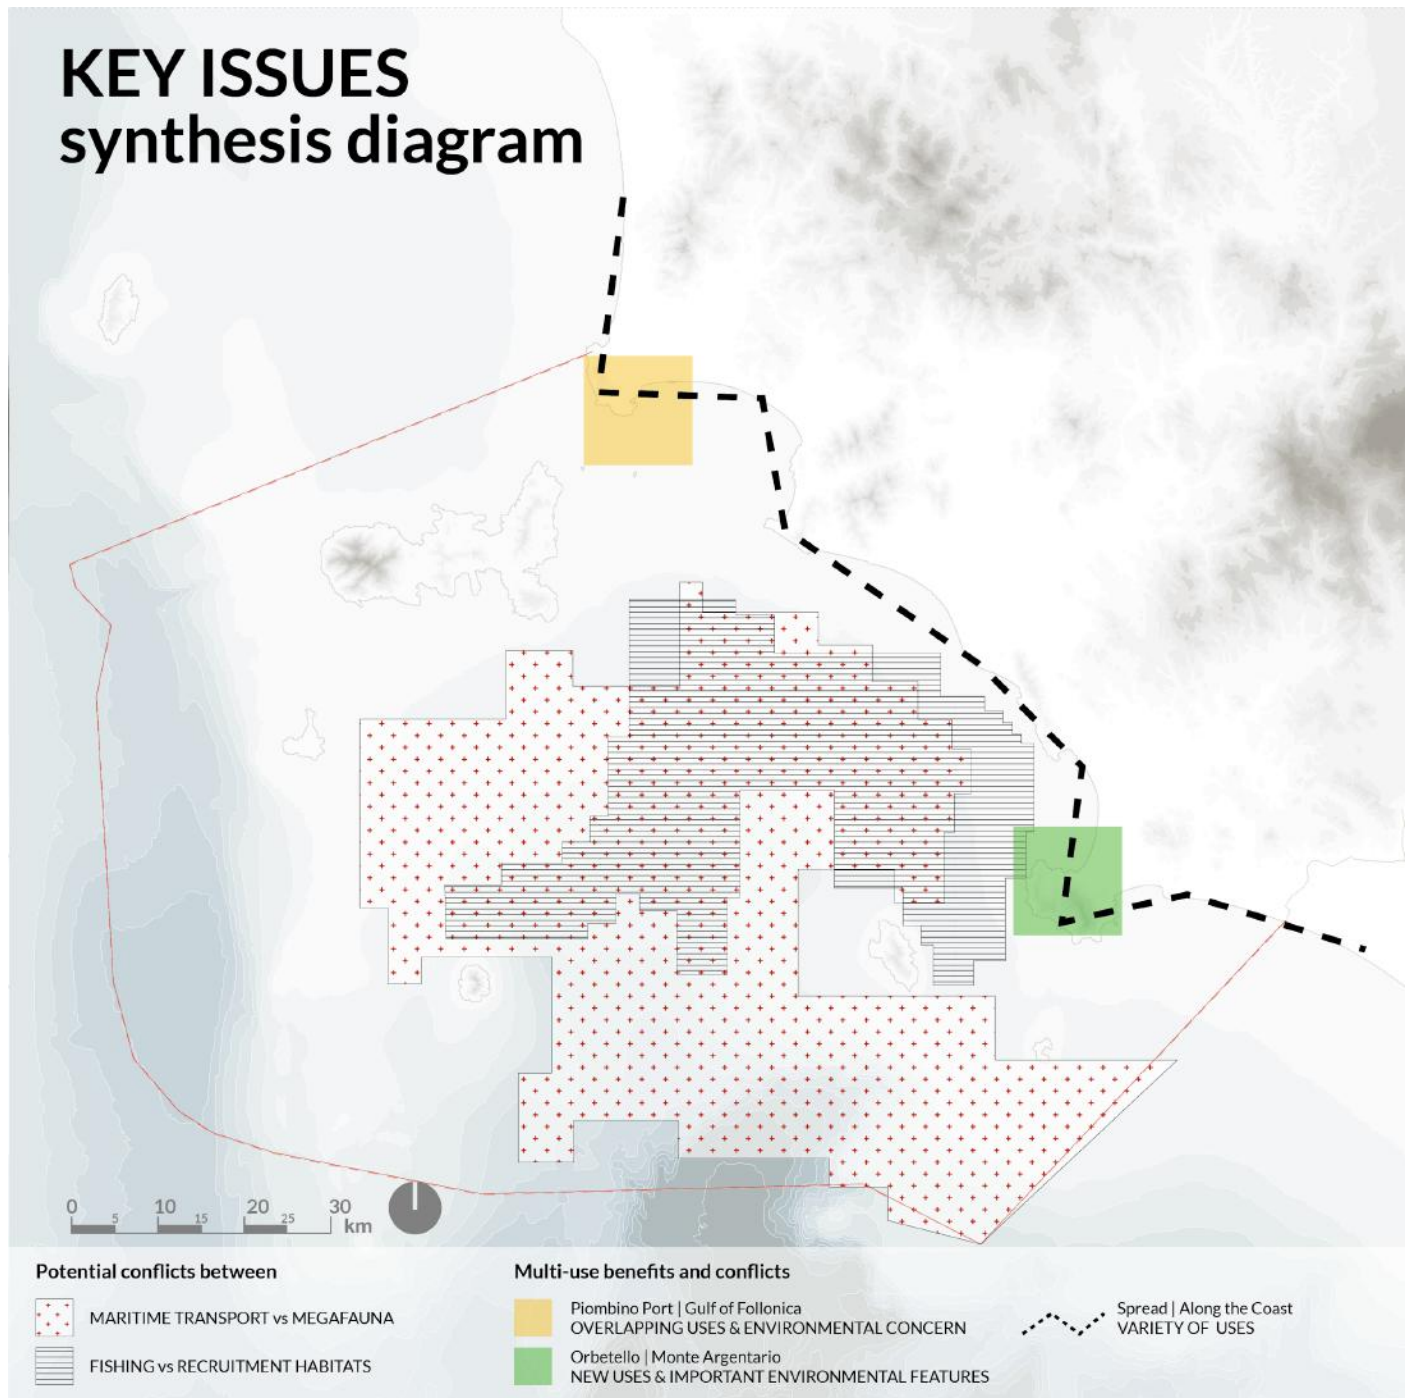 KEY ISSUES
synthesis diagram
0 10 20 30
5 15 25 km
Potential conflicts between
MARITIME TRANSPORT vs MEGAFAUNA
FISHING vs RECRUITMENT HABITATS
Multi-use benefits and conflicts
Piombino Port | Gulf of Follonica
OVERLAPPING USES & ENVIRONMENTAL CONCERN
Orbetello | Monte Argentario
NEW USES & IMPORTANT ENVIRONMENTAL FEATURES
Spread | Along the Coast
VARIETY OF USES